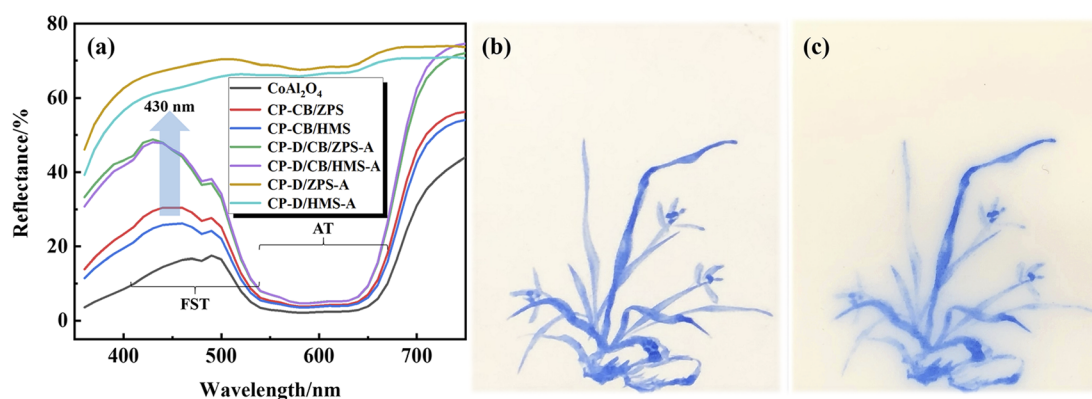 80
60
40
20
0
Reflectance/%
(a)
430 nm
CoAl₂O₄
CP-CB/ZPS
CP-CB/HMS
CP-D/CB/ZPS-A
CP-D/CB/HMS-A
CP-D/ZPS-A
CP-D/HMS-A
AT
FST
400 500 600 700
Wavelength/nm
(b)
(c)